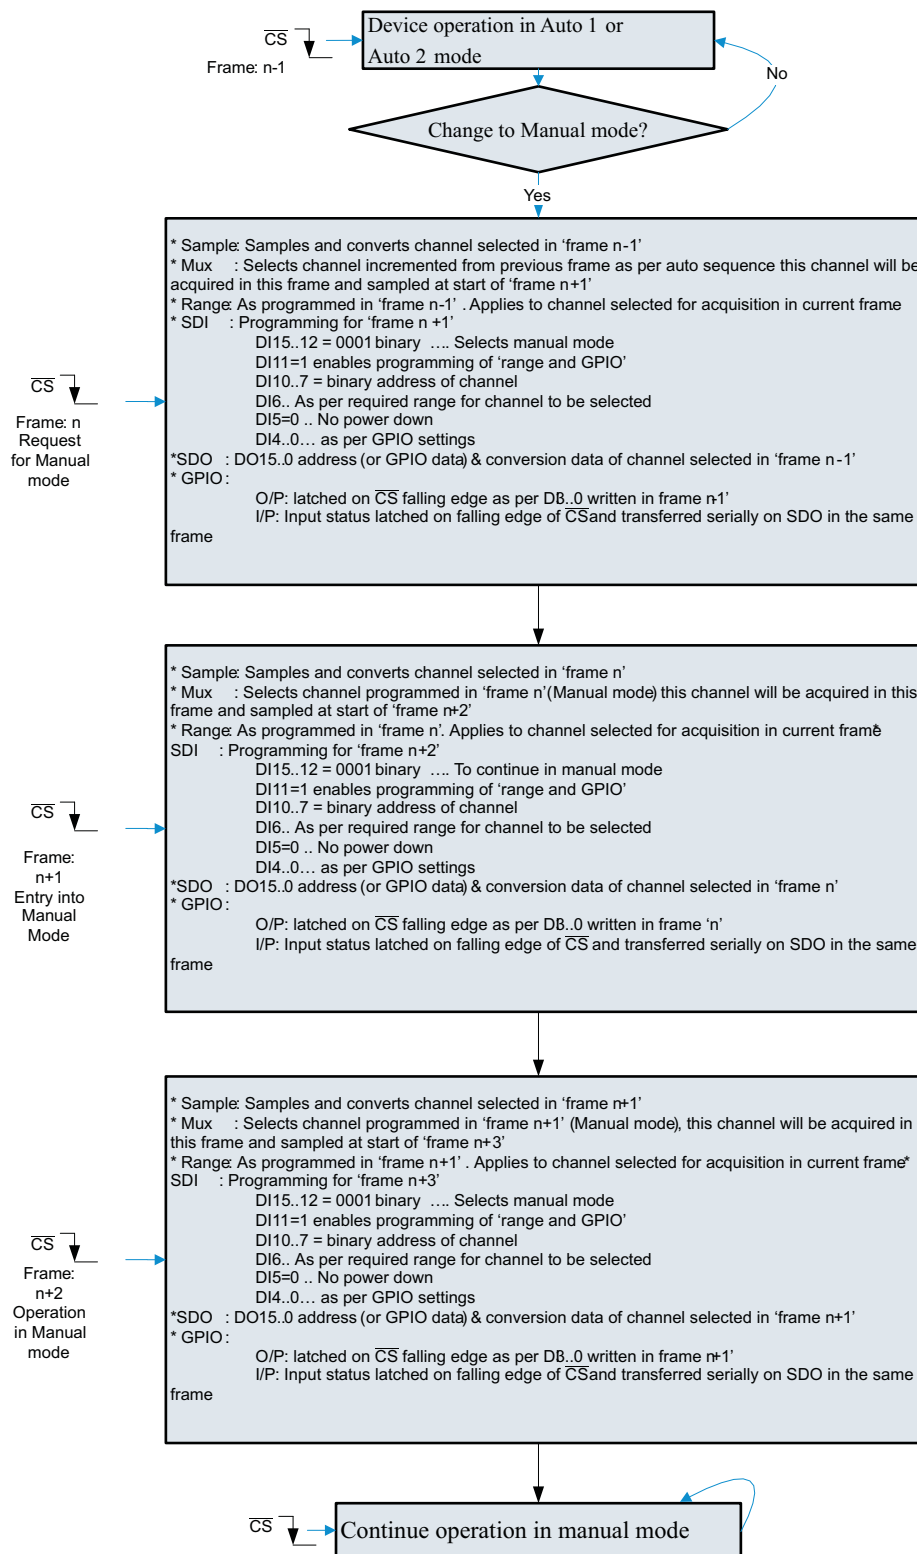 Device operation in Auto 1 or
Auto 2 mode
CS
Frame: n-1
No
Change to Manual mode?
Yes
* Sample: Samples and converts channel selected in ‘frame n-1’
* Mux : Selects channel incremented from previous frame as per auto sequence this channel will be
acquired in this frame and sampled at start of ‘frame n+1’
* Range: As programmed in ‘frame n-1’ . Applies to channel selected for acquisition in current frame.
* SDI : Programming for ‘frame n +1’
DI15..12 = 0001 binary …. Selects manual mode
DI11=1 enables programming of ‘range and GPIO’
DI10..7 = binary address of channel
DI6.. As per required range for channel to be selected
DI5=0 .. No power down
DI4..0… as per GPIO settings
*SDO : DO15..0 address (or GPIO data) & conversion data of channel selected in ‘frame n-1’
* GPIO :
O/P: latched on CS falling edge as per DB..0 written in frame n-1’
I/P: Input status latched on falling edge of CS and transferred serially on SDO in the same
frame
CS
Frame: n
Request
for Manual
mode
* Sample: Samples and converts channel selected in ‘frame n’
* Mux : Selects channel programmed in ‘frame n’(Manual mode) this channel will be acquired in this
frame and sampled at start of ‘frame n+2’
* Range: As programmed in ‘frame n’. Applies to channel selected for acquisition in current frame*
SDI : Programming for ‘frame n+2’
DI15..12 = 0001 binary …. To continue in manual mode
DI11=1 enables programming of ‘range and GPIO’
DI10..7 = binary address of channel
DI6.. As per required range for channel to be selected
DI5=0 .. No power down
DI4..0… as per GPIO settings
*SDO : DO15..0 address (or GPIO data) & conversion data of channel selected in ‘frame n’
* GPIO :
O/P: latched on CS falling edge as per DB..0 written in frame ‘n’
I/P: Input status latched on falling edge of CS and transferred serially on SDO in the same
frame
CS
Frame:
n+1
Entry into
Manual
Mode
* Sample: Samples and converts channel selected in ‘frame n+1’
* Mux : Selects channel programmed in ‘frame n+1’ (Manual mode), this channel will be acquired in
this frame and sampled at start of ‘frame n+3’
* Range: As programmed in ‘frame n+1’ . Applies to channel selected for acquisition in current frame*
SDI : Programming for ‘frame n+3’
DI15..12 = 0001 binary …. Selects manual mode
DI11=1 enables programming of ‘range and GPIO’
DI10..7 = binary address of channel
DI6.. As per required range for channel to be selected
DI5=0 .. No power down
DI4..0… as per GPIO settings
*SDO : DO15..0 address (or GPIO data) & conversion data of channel selected in ‘frame n+1’
* GPIO :
O/P: latched on CS falling edge as per DB..0 written in frame n+1’
I/P: Input status latched on falling edge of CS and transferred serially on SDO in the same
frame
CS
Frame:
n+2
Operation
in Manual
mode
CS
Continue operation in manual mode